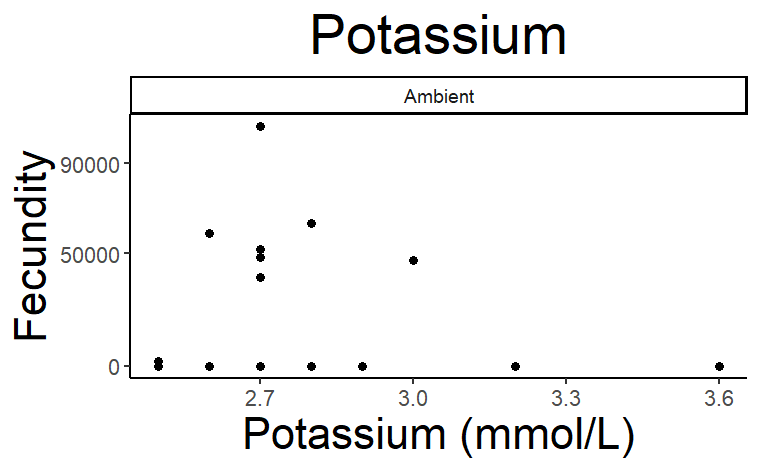 Potassium
Ambient
Fecundity
90000
50000
0
2.7 3.0 3.3 3.6
Potassium (mmol/L)